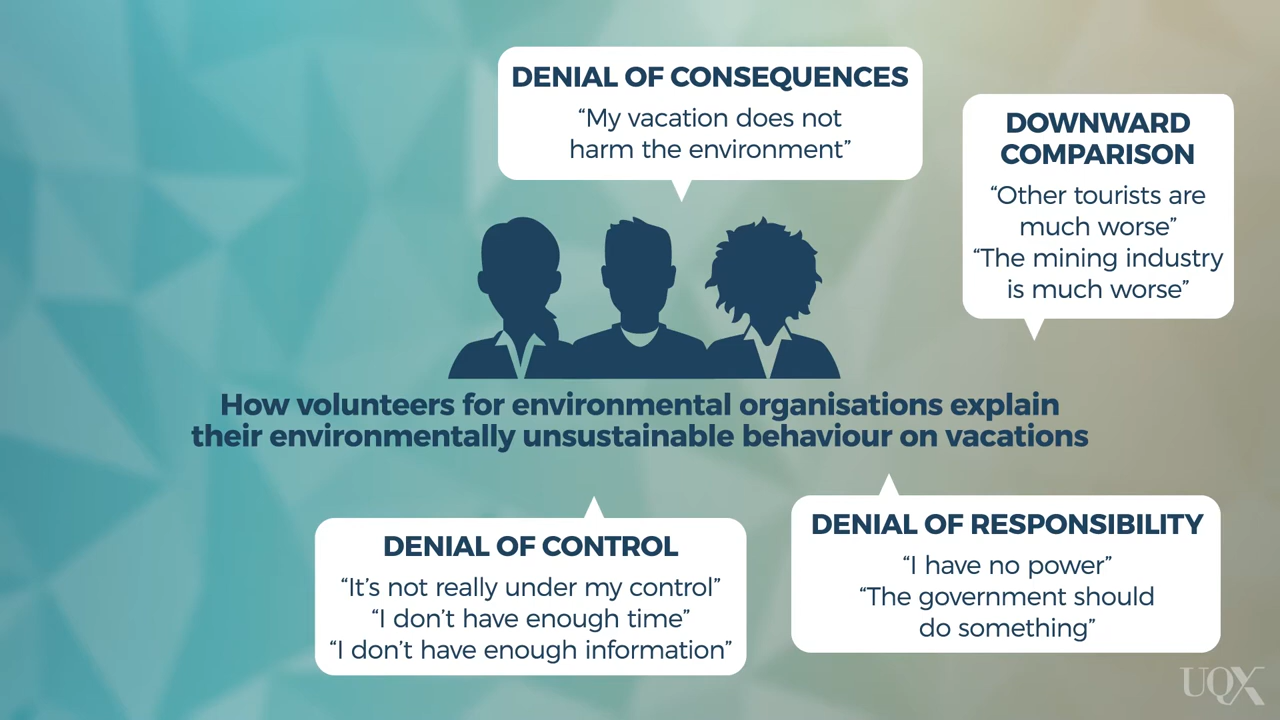 DENIAL OF CONSEQUENCES
“My vacation does not
harm the environment”
DOWNWARD
COMPARISON
“Other tourists are
much worse”
“The mining industry
is much worse”
How volunteers for environmental organisations explain
their environmentally unsustainable behaviour on vacations
DENIAL OF CONTROL
“It’s not really under my control”
“I don’t have enough time”
“I don’t have enough information”
DENIAL OF RESPONSIBILITY
“I have no power”
“The government should
do something”
UQX